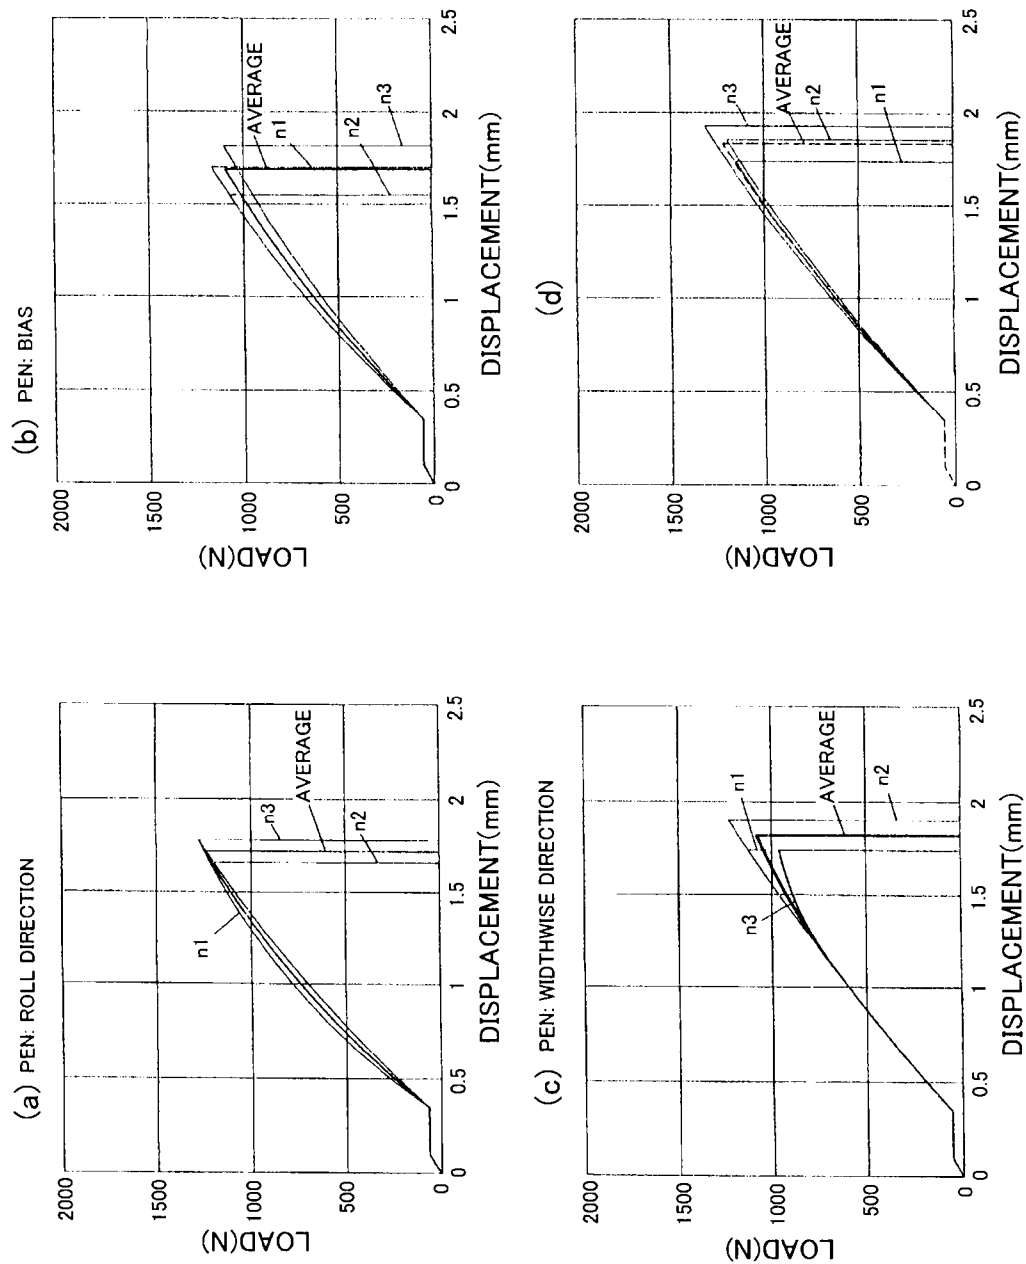 (a) PEN: ROLL DIRECTION
2000
1500
1000
500
0
LOAD(N)
0
0.5
1
1.5
2
2.5
DISPLACEMENT(mm)
n1
n3
AVERAGE
n2
(b) PEN: BIAS
2000
1500
1000
500
0
LOAD(N)
0
0.5
1
1.5
2
2.5
DISPLACEMENT(mm)
AVERAGE
n1
n2
n3
(c) PEN: WIDTHWISE DIRECTION
2000
1500
1000
500
0
LOAD(N)
0
0.5
1
1.5
2
2.5
DISPLACEMENT(mm)
n3
n1
AVERAGE
n2
(d)
2000
1500
1000
500
0
LOAD(N)
0
0.5
1
1.5
2
2.5
DISPLACEMENT(mm)
n3
AVERAGE
n2
n1